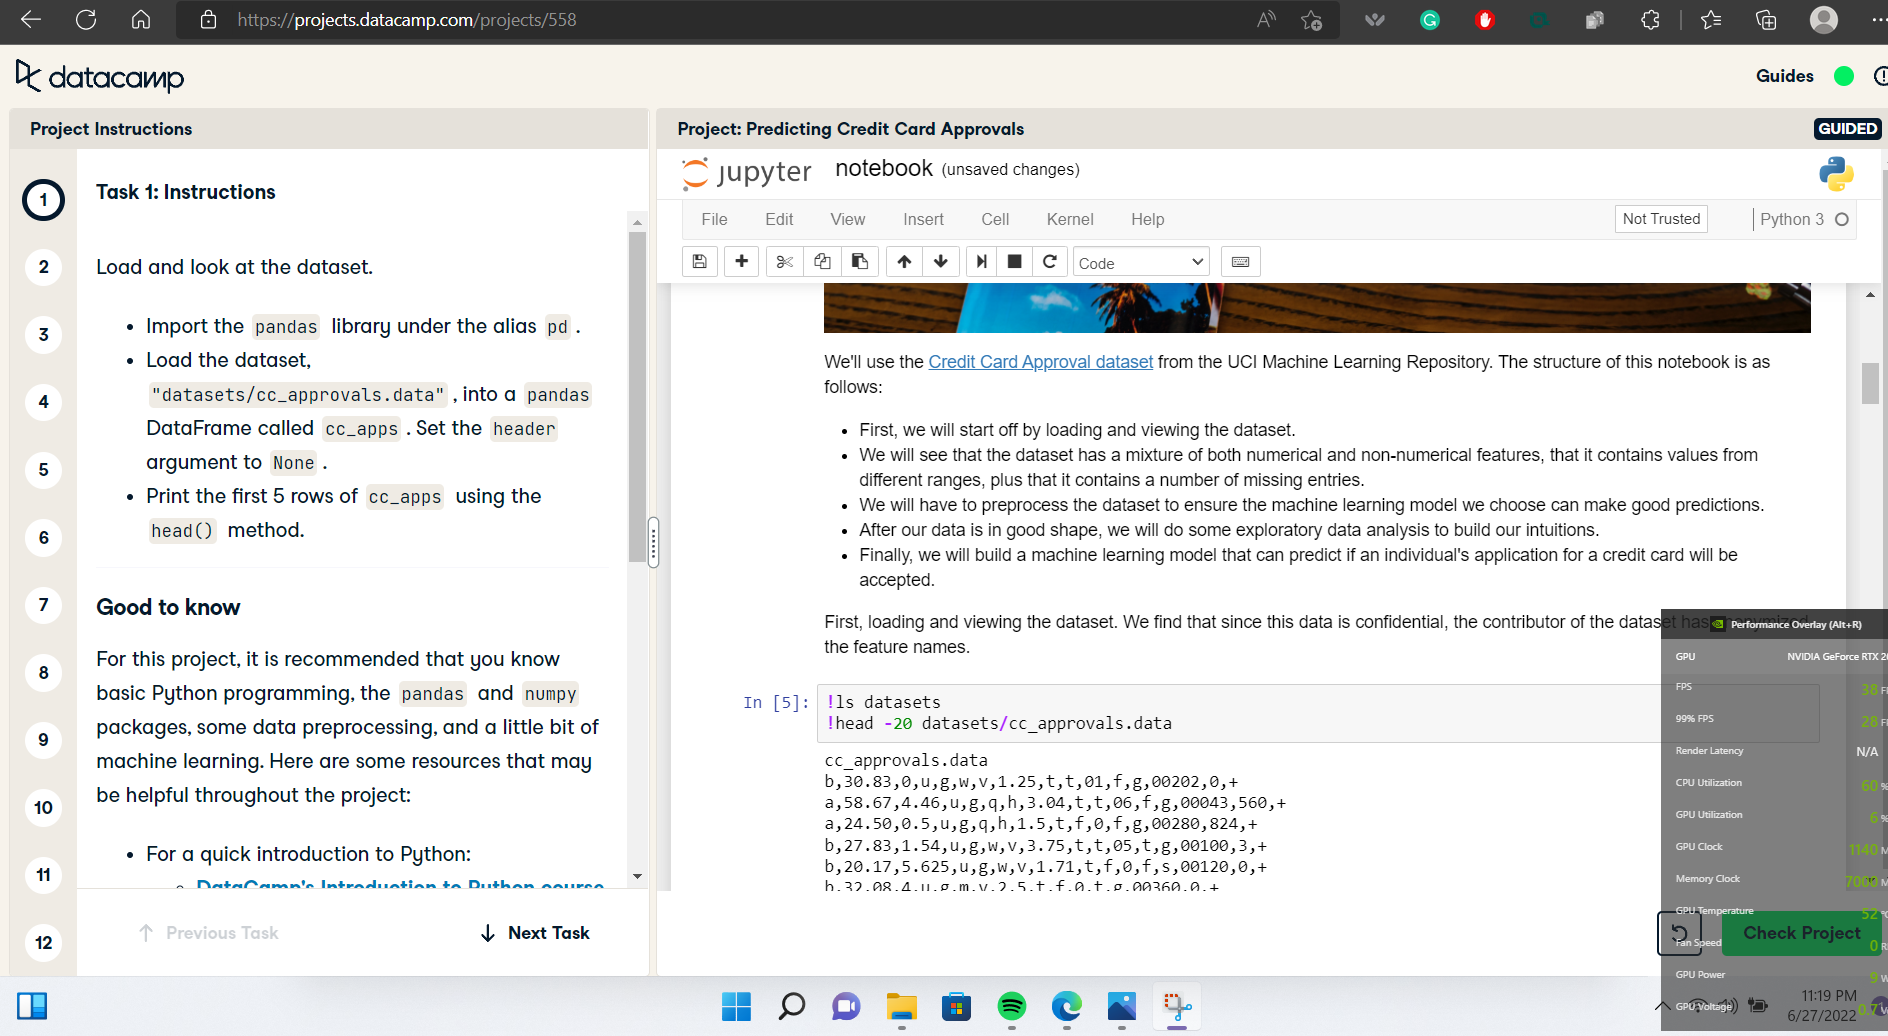 https://projects.datacamp.com/projects/558
datacamp
Guides
Project Instructions
Project: Predicting Credit Card Approvals
GUIDED
1
2
3
4
5
6
7
8
9
10
11
12
Task 1: Instructions
Load and look at the dataset.
• Import the pandas library under the alias pd .
• Load the dataset,
"datasets/cc_approvals.data" , into a pandas
DataFrame called cc_apps . Set the header
argument to None .
• Print the first 5 rows of cc_apps using the
head() method.
Good to know
For this project, it is recommended that you know
basic Python programming, the pandas and numpy
packages, some data preprocessing, and a little bit of
machine learning. Here are some resources that may
be helpful throughout the project:
• For a quick introduction to Python:
DataCamp's Introduction to Python course
Previous Task
Next Task
jupyter notebook (unsaved changes)
File Edit View Insert Cell Kernel Help
Not Trusted
Python 3
Code
We'll use the Credit Card Approval dataset from the UCI Machine Learning Repository. The structure of this notebook is as
follows:
• First, we will start off by loading and viewing the dataset.
• We will see that the dataset has a mixture of both numerical and non-numerical features, that it contains values from
different ranges, plus that it contains a number of missing entries.
• We will have to preprocess the dataset to ensure the machine learning model we choose can make good predictions.
• After our data is in good shape, we will do some exploratory data analysis to build our intuitions.
• Finally, we will build a machine learning model that can predict if an individual's application for a credit card will be
accepted.
First, loading and viewing the dataset. We find that since this data is confidential, the contributor of the dataset has anonymized
the feature names.
In [5]:
!ls datasets
!head -20 datasets/cc_approvals.data
cc_approvals.data
b,30.83,0,u,g,w,v,1.25,t,t,01,f,g,00202,0,+
a,58.67,4.46,u,g,q,h,3.04,t,t,06,f,g,00043,560,+
a,24.50,0.5,u,g,q,h,1.5,t,f,0,f,g,00280,824,+
b,27.83,1.54,u,g,w,v,3.75,t,t,05,t,g,00100,3,+
b,20.17,5.625,u,g,w,v,1.71,t,f,0,f,s,00120,0,+
b,32.08,4,u,g,m,v,2.5,t,f,0,t,g,00360,0,+
Performance Overlay (Alt+R)
GPU NVIDIA GeForce RTX
FPS 38
99% FPS 28
Render Latency N/A
CPU Utilization 60 %
GPU Utilization 6 %
GPU Clock 1140
Memory Clock 7000
GPU Temperature 52
Fan Speed 0
GPU Power 9
GPU Voltage 0.7
Check Project
11:19 PM
6/27/2022